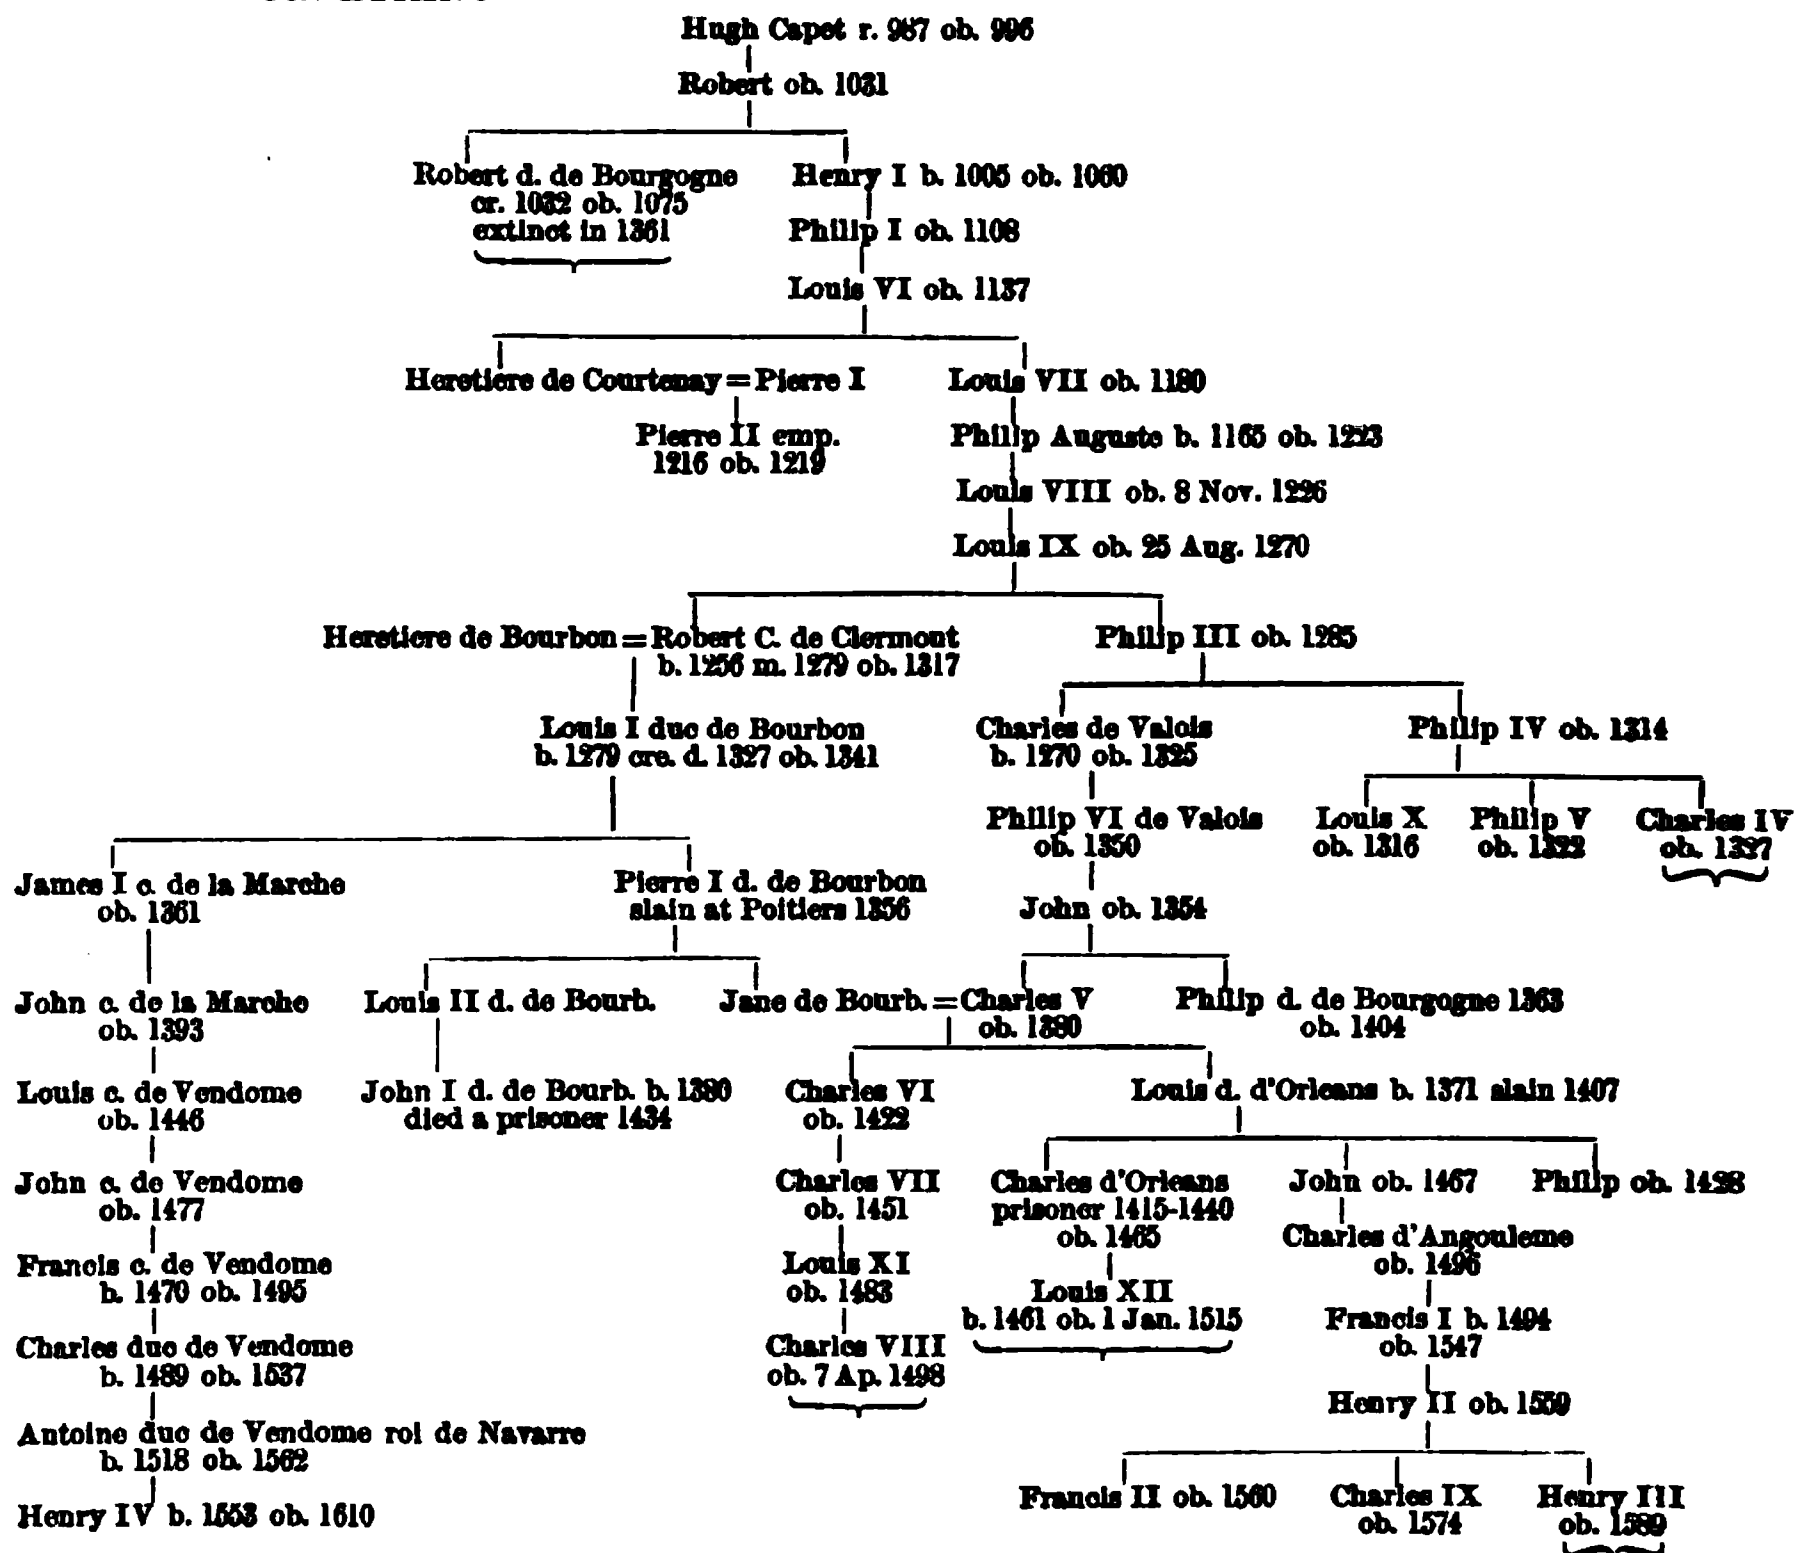 Hugh Capet r. 987 ob. 996
Robert ob. 1031
Robert d. de Bourgogne
cr. 1032 ob. 1075
extinct in 1361
Henry I b. 1005 ob. 1060
Philip I ob. 1108
Louis VI ob. 1137
Heretiere de Courtenay = Pierre I
Louis VII ob. 1180
Pierre II emp.
1216 ob. 1219
Philip Auguste b. 1165 ob. 1223
Louis VIII ob. 8 Nov. 1226
Louis IX ob. 25 Aug. 1270
Heretiere de Bourbon = Robert C. de Clermont
b. 1256 m. 1279 ob. 1317
Philip III ob. 1285
Louis I duc de Bourbon
b. 1279 cre. d. 1327 ob. 1341
Charles de Valois
b. 1270 ob. 1325
Philip IV ob. 1314
Philip VI de Valois
ob. 1350
Louis X
ob. 1316
Philip V
ob. 1322
Charles IV
ob. 1327
James I c. de la Marche
ob. 1361
Pierre I d. de Bourbon
slain at Poitiers 1356
John ob. 1354
John c. de la Marche
ob. 1393
Louis II d. de Bourb.
Jane de Bourb. = Charles V
ob. 1380
Philip d. de Bourgogne 1363
ob. 1404
Louis c. de Vendome
ob. 1446
John I d. de Bourb. b. 1380
died a prisoner 1434
Charles VI
ob. 1422
Louis d. d'Orleans b. 1371 slain 1407
John c. de Vendome
ob. 1477
Charles VII
ob. 1451
Charles d'Orleans
prisoner 1415-1440
ob. 1465
John ob. 1467
Philip ob. 1428
Francis c. de Vendome
b. 1470 ob. 1495
Louis XI
ob. 1483
Louis XII
b. 1461 ob. 1 Jan. 1515
Charles d'Angouleme
ob. 1496
Charles duc de Vendome
b. 1489 ob. 1537
Charles VIII
ob. 7 Ap. 1498
Francis I b. 1494
ob. 1547
Henry II ob. 1559
Antoine duc de Vendome roi de Navarre
b. 1518 ob. 1562
Henry IV b. 1553 ob. 1610
Francis II ob. 1560
Charles IX
ob. 1574
Henry III
ob. 1589